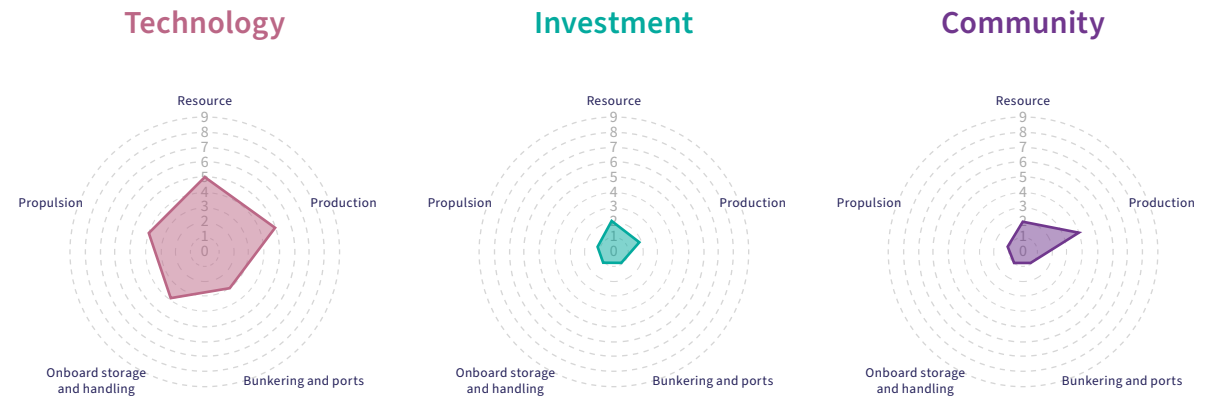 Technology
Resource
9
8
7
6
5
4
3
2
1
0
Propulsion
Production
Onboard storage
and handling
Bunkering and ports
Investment
Resource
9
8
7
6
5
4
3
2
1
0
Propulsion
Production
Onboard storage
and handling
Bunkering and ports
Community
Resource
9
8
7
6
5
4
3
2
1
0
Propulsion
Production
Onboard storage
and handling
Bunkering and ports